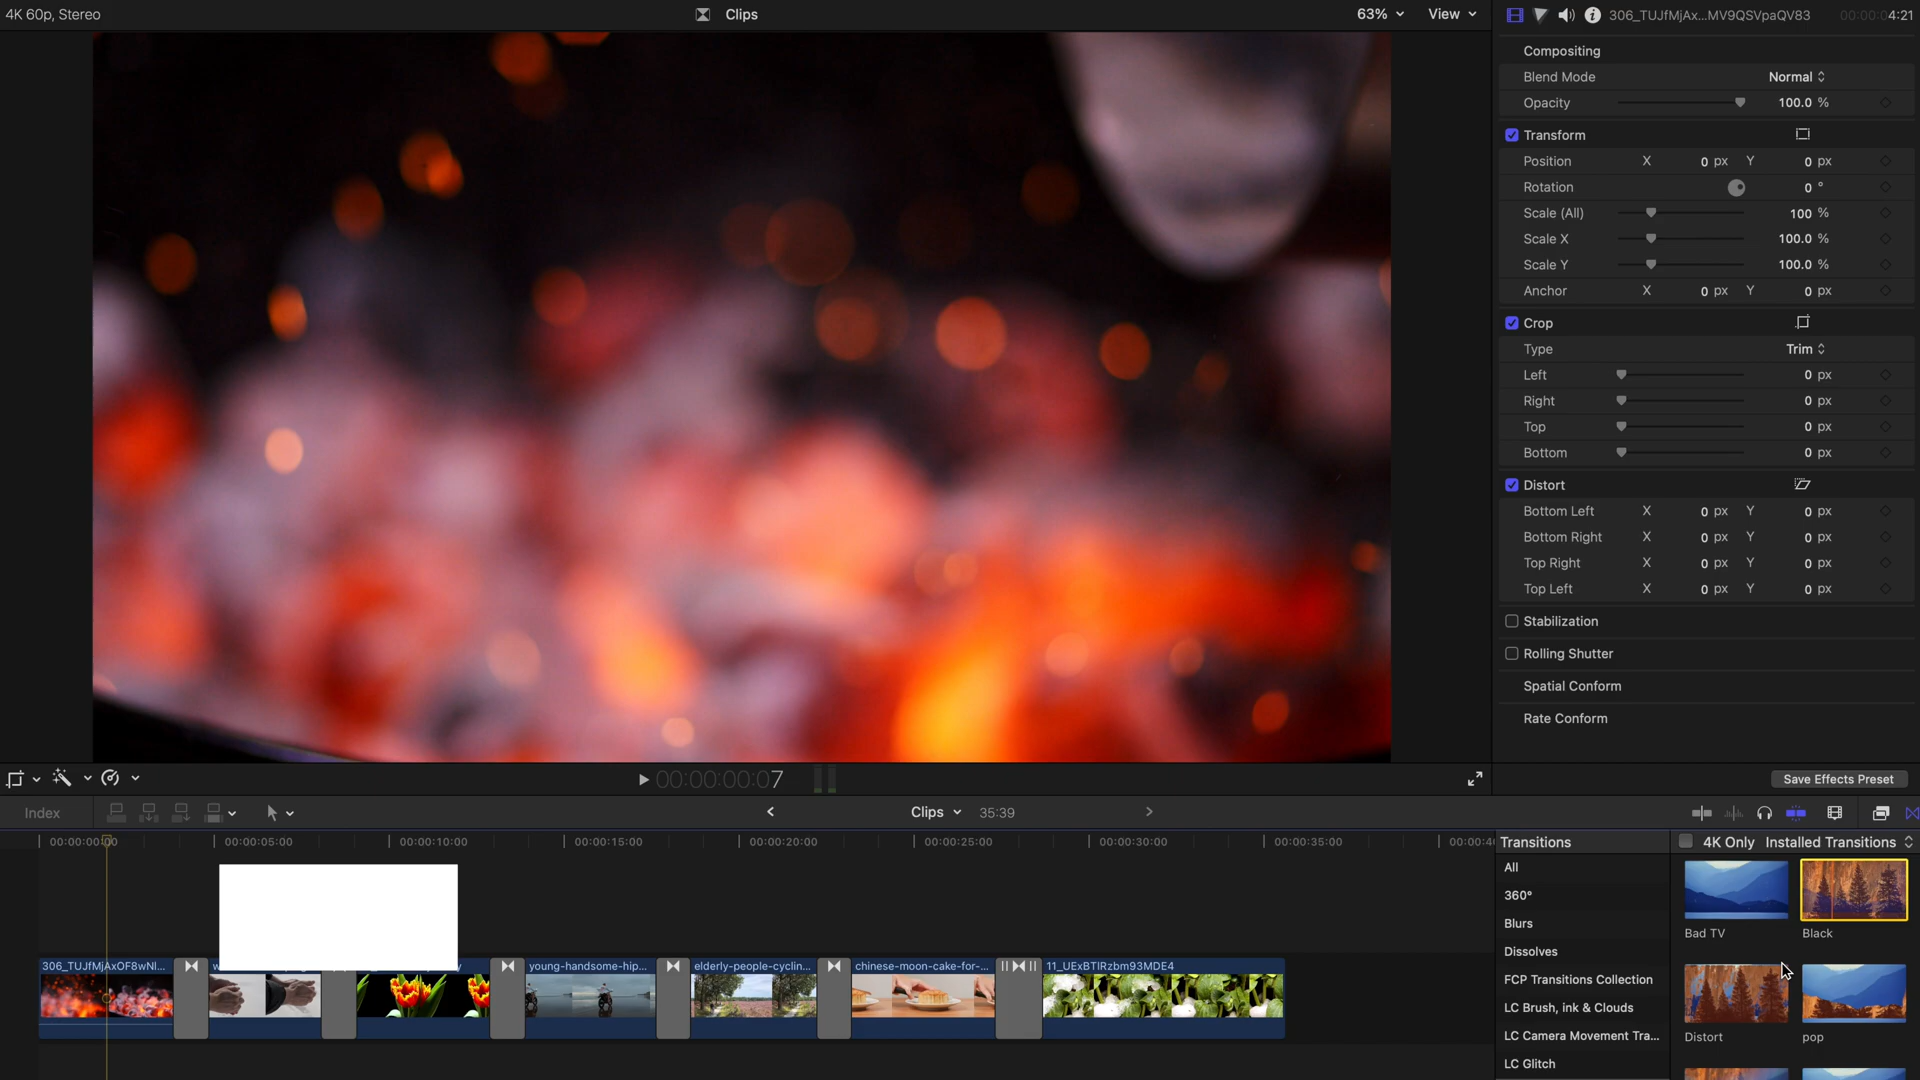 4K 60p, Stereo
Clips
63%
View
306_TUJfMjAx...MV9QSVpaQV83
00:00:04:21
Compositing
Blend Mode
Normal
Opacity
100.0 %
Transform
Position X 0 px Y 0 px
Rotation 0 °
Scale (All) 100 %
Scale X 100.0 %
Scale Y 100.0 %
Anchor X 0 px Y 0 px
Crop
Type Trim
Left 0 px
Right 0 px
Top 0 px
Bottom 0 px
Distort
Bottom Left X 0 px Y 0 px
Bottom Right X 0 px Y 0 px
Top Right X 0 px Y 0 px
Top Left X 0 px Y 0 px
Stabilization
Rolling Shutter
Spatial Conform
Rate Conform
00:00:00:07
Save Effects Preset
Index
Clips
35:39
00:00:00:00
00:00:05:00
00:00:10:00
00:00:15:00
00:00:20:00
00:00:25:00
00:00:30:00
00:00:35:00
306_TUJfMjAxOF8wNl...
young-handsome-hip...
elderly-people-cyclin...
chinese-moon-cake-for-...
11_UExBTlRzbm93MDE4
Transitions
4K Only
Installed Transitions
All
360°
Blurs
Dissolves
FCP Transitions Collection
LC Brush, ink & Clouds
LC Camera Movement Tra...
LC Glitch
Bad TV
Black
Distort
pop